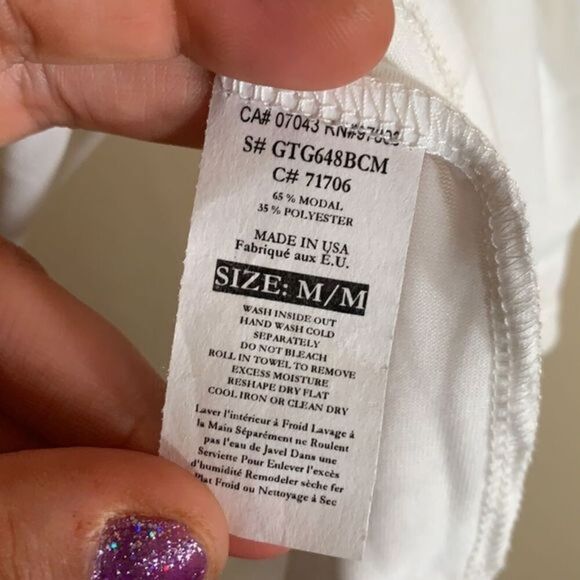 CA# 07043 RN#97003
S# GTG648BCM
C# 71706
65 % MODAL
35 % POLYESTER
MADE IN USA
Fabriqué aux É.U.
SIZE: M/M
WASH INSIDE OUT
HAND WASH COLD
SEPARATELY
DO NOT BLEACH
ROLL IN TOWEL TO REMOVE
EXCESS MOISTURE
RESHAPE DRY FLAT
COOL IRON OR CLEAN DRY
Laver l'intérieur à Froid Lavage à
la Main Séparément ne Roulent
pas l'eau de Javel Dans une
Serviette Pour Enlever l'excès
d'humidité Remodeler sèche fer
Plat Froid ou Nettoyage à Sec